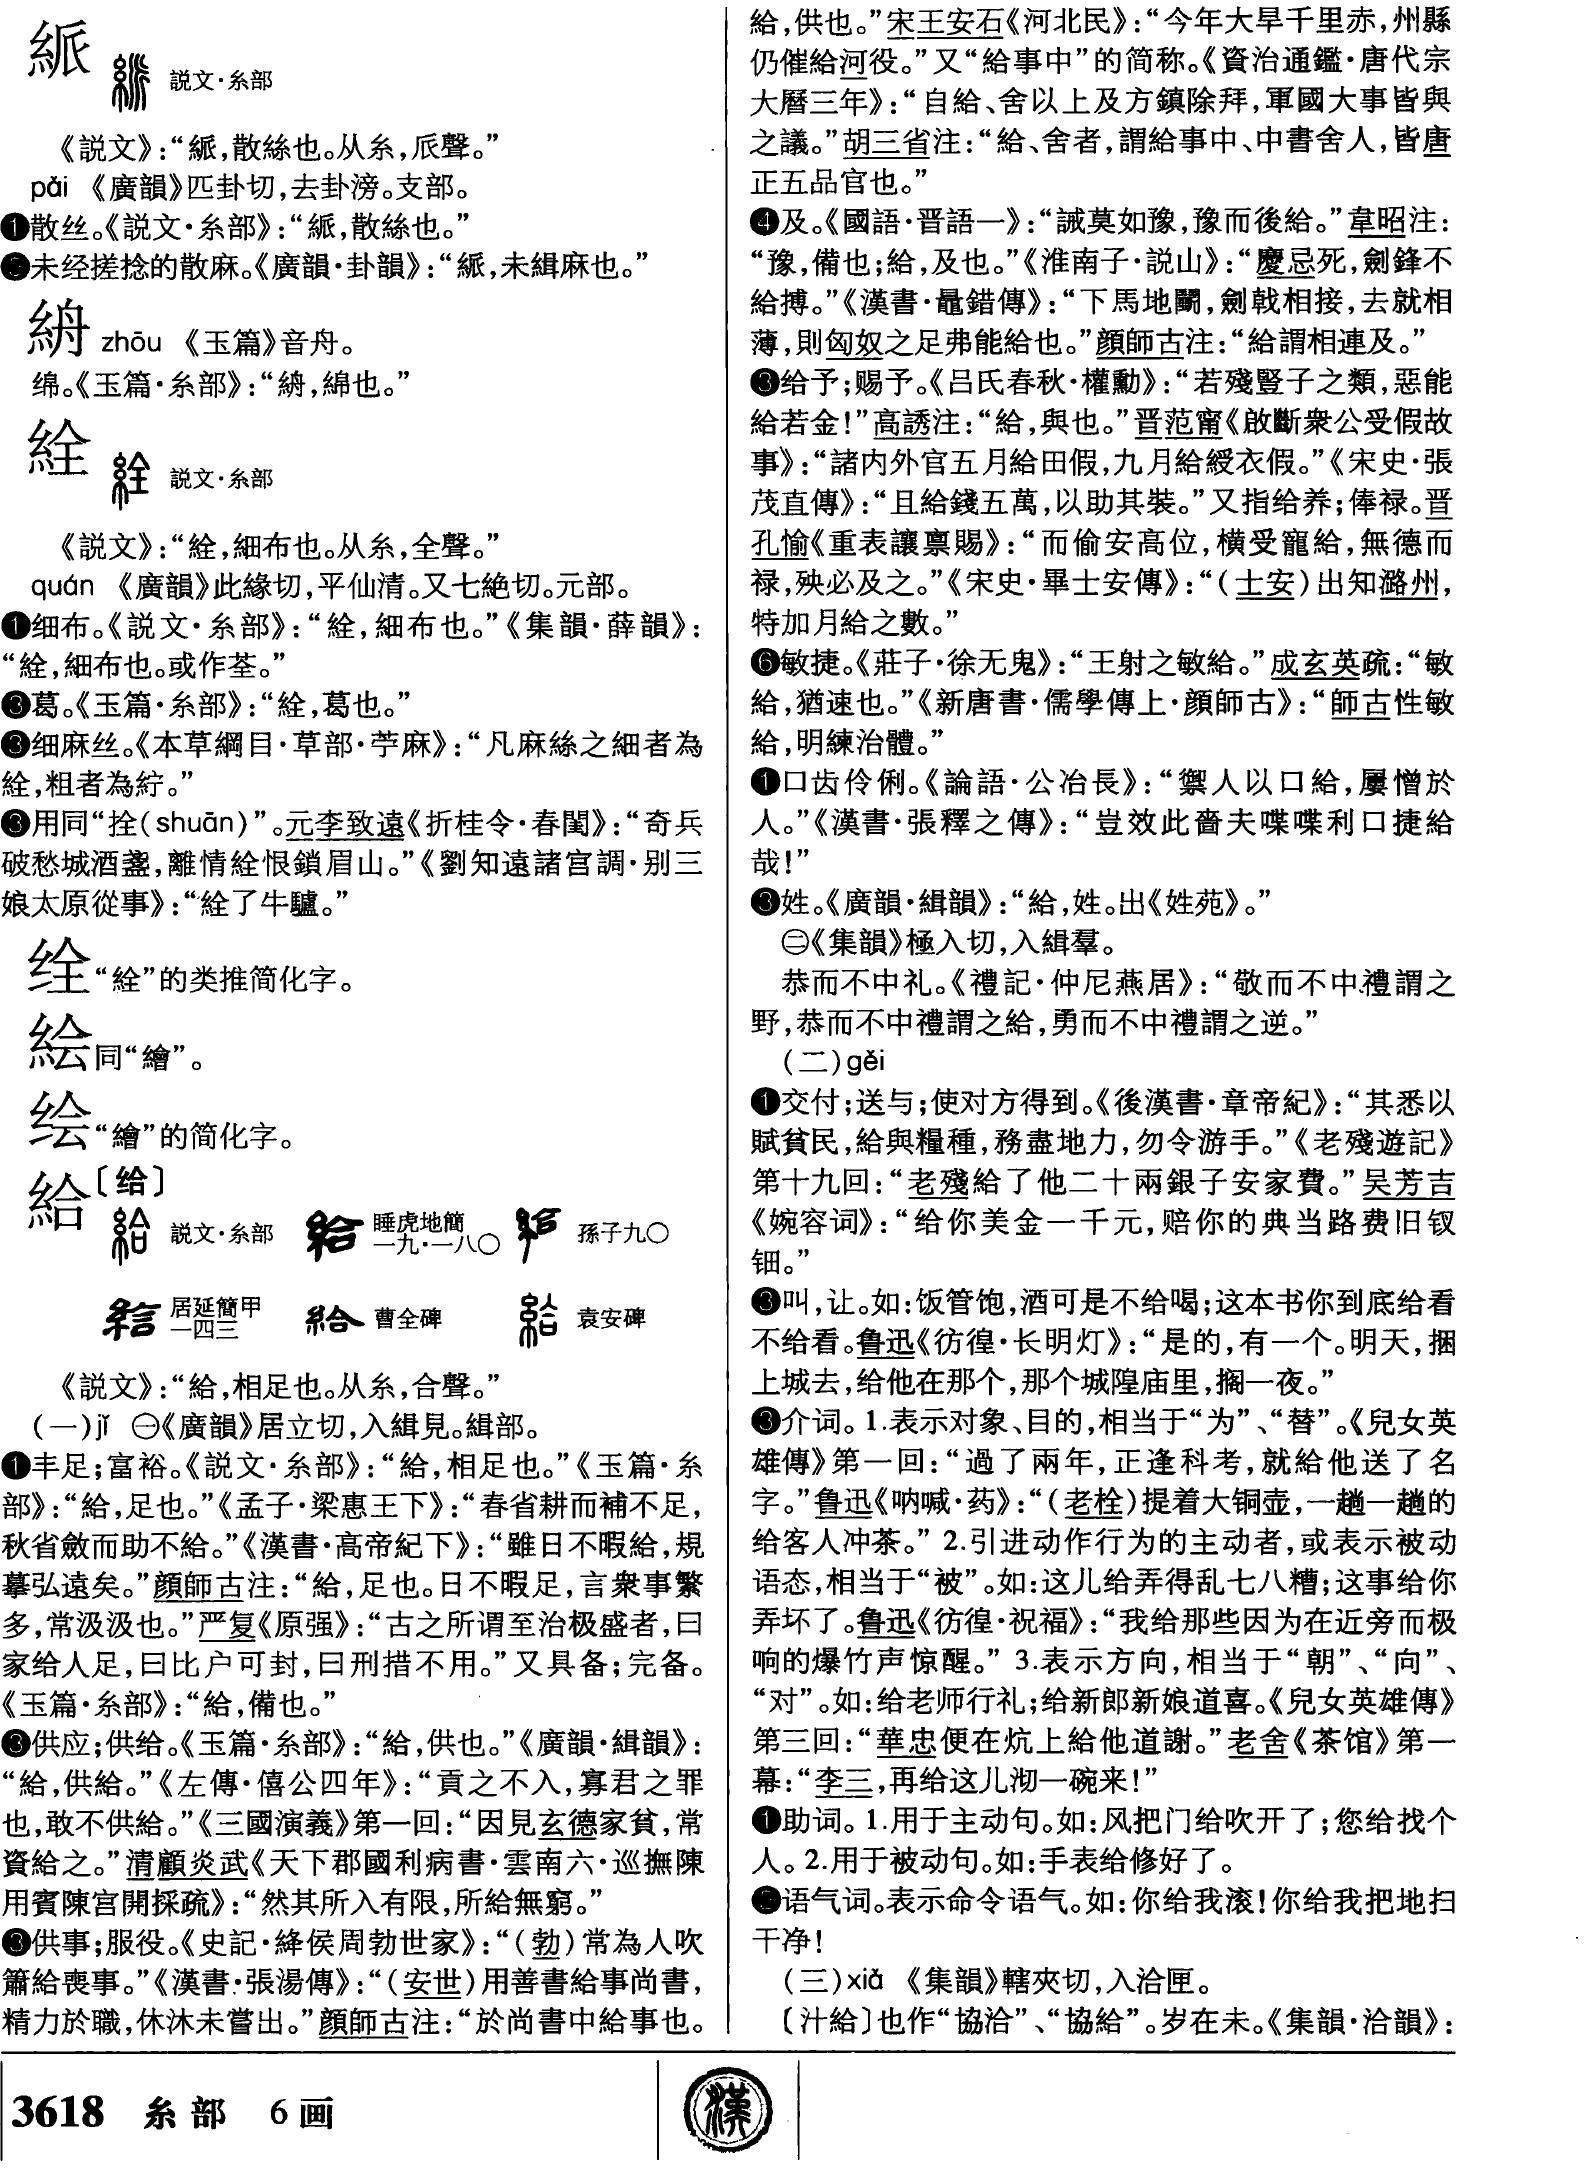 紙 説文·糸部
《説文》：“𥿯，散絲也。从糸，𠂢聲。”
pài 《廣韻》匹卦切，去卦滂。支部。
❶散丝。《説文·糸部》：“𥿯，散絲也。”
未经搓捻的散麻。《廣韻·卦韻》：“𥿯，未緝麻也。”
䌓 zhōu 《玉篇》音舟。
绵。《玉篇·糸部》：“，綿也。”
絟 説文·糸部
《説文》：“絟，細布也。从糸，全聲。”
quán 《廣韻》此緣切，平仙清。又七絶切。元部。
❶细布。《説文·糸部》：“絟，細布也。”《集韻·薛韻》：
“絟，細布也。或作荃。”
❸葛。《玉篇·糸部》：“絟，葛也。”
❸细麻丝。《本草綱目·草部·苧麻》：“凡麻絲之細者為
絟，粗者為紵。”
❸用同“拴(shuān)”。元李致遠《折桂令·春閨》：“奇兵
破愁城酒盞，離情絟恨鎖眉山。”《劉知遠諸宫調·别三
娘太原從事》：“絟了牛驢。”
𰬀“絟”的类推简化字。
絵同“繪”。
绘“繪”的简化字。
給〔给〕
説文·糸部 睡虎地簡一九·一八〇 孫子九〇
居延簡甲一四三 曹全碑 袁安碑
《説文》：“給，相足也。从糸，合聲。”
(一)jǐ ㊀《廣韻》居立切，入緝見。緝部。
❶丰足；富裕。《説文·糸部》：“給，相足也。”《玉篇·糸
部》：“給，足也。”《孟子·梁惠王下》：“春省耕而補不足，
秋省斂而助不給。”《漢書·高帝紀下》：“雖日不暇給，規
摹弘遠矣。”顔師古注：“給，足也。日不暇足，言衆事繁
多，常汲汲也。”严复《原强》：“古之所谓至治极盛者，曰
家给人足，曰比户可封，曰刑措不用。”又具备；完备。
《玉篇·糸部》：“給，備也。”
❸供应；供给。《玉篇·糸部》：“給，供也。”《廣韻·緝韻》：
“給，供給。”《左傳·僖公四年》：“貢之不入，寡君之罪
也，敢不供給。”《三國演義》第一回：“因見玄德家貧，常
資給之。”清顧炎武《天下郡國利病書·雲南六·巡撫陳
用賓陳宫開採疏》：“然其所入有限，所給無窮。”
❸供事；服役。《史記·絳侯周勃世家》：“(勃)常為人吹
簫給喪事。”《漢書·張湯傳》：“(安世)用善書給事尚書，
精力於職，休沐未嘗出。”顔師古注：“於尚書中給事也。
給，供也。”宋王安石《河北民》：“今年大旱千里赤，州縣
仍催給河役。”又“給事中”的简称。《資治通鑑·唐代宗
大曆三年》：“自給、舍以上及方鎮除拜，軍國大事皆與
之議。”胡三省注：“給、舍者，謂給事中、中書舍人，皆唐
正五品官也。”
❹及。《國語·晋語一》：“誡莫如豫，豫而後給。”韋昭注：
“豫，備也；給，及也。”《淮南子·説山》：“慶忌死，劍鋒不
給搏。”《漢書·鼂錯傳》：“下馬地鬭，劍戟相接，去就相
薄，則匈奴之足弗能給也。”顔師古注：“給謂相連及。”
❸给予；赐予。《吕氏春秋·權勳》：“若殘豎子之類，惡能
給若金！”高誘注：“給，與也。”晋范甯《啟斷衆公受假故
事》：“諸内外官五月給田假，九月給綬衣假。”《宋史·張
茂直傳》：“且給錢五萬，以助其裝。”又指给养；俸禄。晋
孔愉《重表讓禀賜》：“而偷安高位，横受寵給，無德而
禄，殃必及之。”《宋史·畢士安傳》：“(士安)出知潞州，
特加月給之數。”
❻敏捷。《莊子·徐无鬼》：“王射之敏給。”成玄英疏：“敏
給，猶速也。”《新唐書·儒學傳上·顔師古》：“師古性敏
給，明練治體。”
❶口齿伶俐。《論語·公冶長》：“禦人以口給，屢憎於
人。”《漢書·張釋之傳》：“豈效此嗇夫喋喋利口捷給
哉！”
❸姓。《廣韻·緝韻》：“給，姓。出《姓苑》。”
㊁《集韻》極入切，入緝羣。
恭而不中礼。《禮記·仲尼燕居》：“敬而不中禮謂之
野，恭而不中禮謂之給，勇而不中禮謂之逆。”
(二)gěi
❶交付；送与；使对方得到。《後漢書·章帝紀》：“其悉以
賦貧民，給與糧種，務盡地力，勿令游手。”《老殘遊記》
第十九回：“老殘給了他二十兩銀子安家費。”吴芳吉
《婉容词》：“给你美金一千元，赔你的典当路费旧钗
钿。”
❸叫，让。如：饭管饱，酒可是不给喝；这本书你到底给看
不给看。鲁迅《彷徨·长明灯》：“是的，有一个。明天，捆
上城去，给他在那个，那个城隍庙里，搁一夜。”
❸介词。1.表示对象、目的，相当于“为”、“替”。《兒女英
雄傳》第一回：“過了兩年，正逢科考，就給他送了名
字。”鲁迅《呐喊·药》：“(老栓)提着大铜壶，一趟一趟的
给客人冲茶。”2.引进动作行为的主动者，或表示被动
语态，相当于“被”。如：这儿给弄得乱七八糟；这事给你
弄坏了。鲁迅《彷徨·祝福》：“我给那些因为在近旁而极
响的爆竹声惊醒。”3.表示方向，相当于“朝”、“向”、
“对”。如：给老师行礼；给新郎新娘道喜。《兒女英雄傳》
第三回：“華忠便在炕上給他道謝。”老舍《茶馆》第一
幕：“李三，再给这儿沏一碗来！”
❶助词。1.用于主动句。如：风把门给吹开了；您给找个
人。2.用于被动句。如：手表给修好了。
语气词。表示命令语气。如：你给我滚！你给我把地扫
干净！
(三)xiá 《集韻》轄夾切，入洽匣。
〔汁給〕也作“協洽”、“協給”。岁在未。《集韻·洽韻》：
3618 糸部 6画 漢